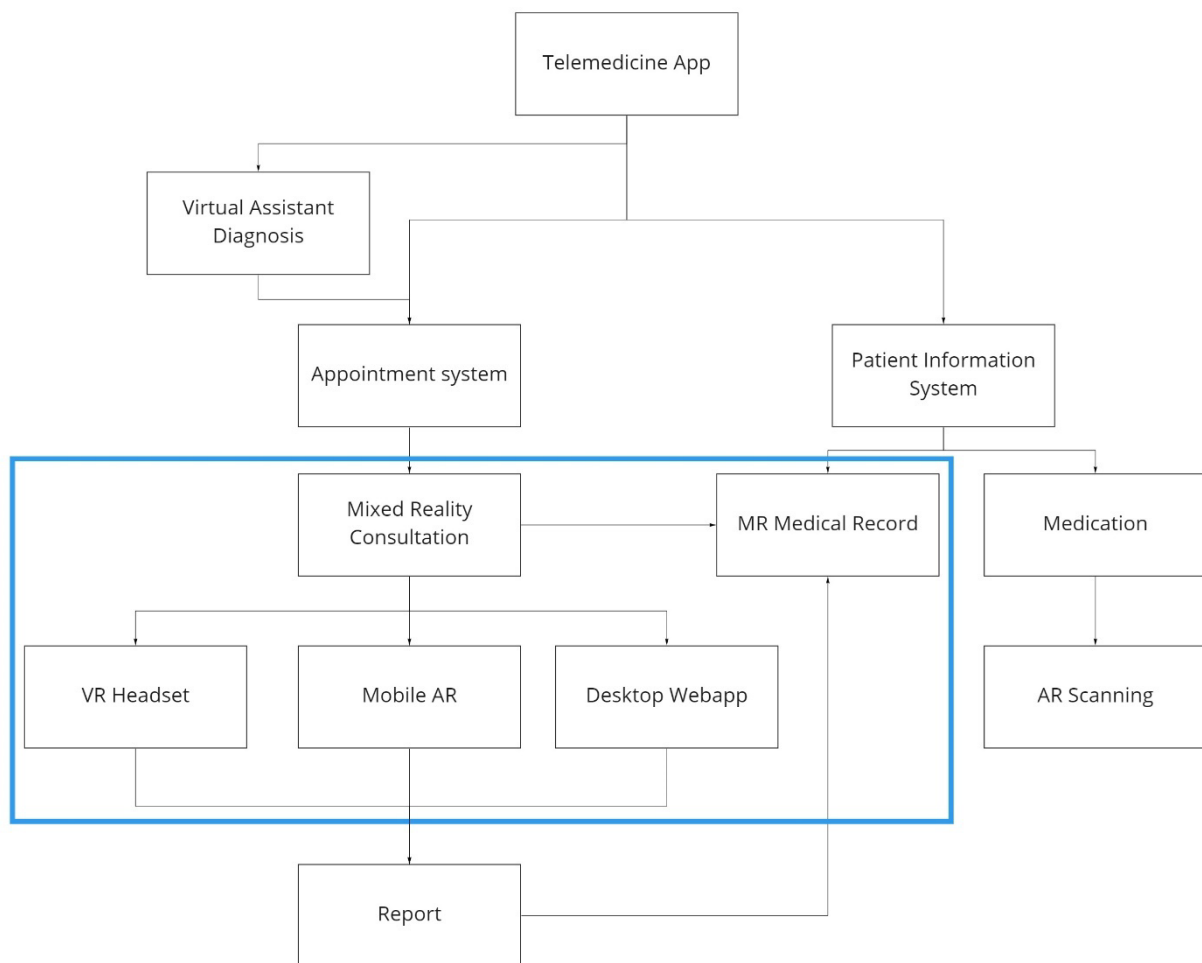 Telemedicine App
Virtual Assistant
Diagnosis
Appointment system
Patient Information
System
Mixed Reality
Consultation
MR Medical Record
Medication
VR Headset
Mobile AR
Desktop Webapp
AR Scanning
Report